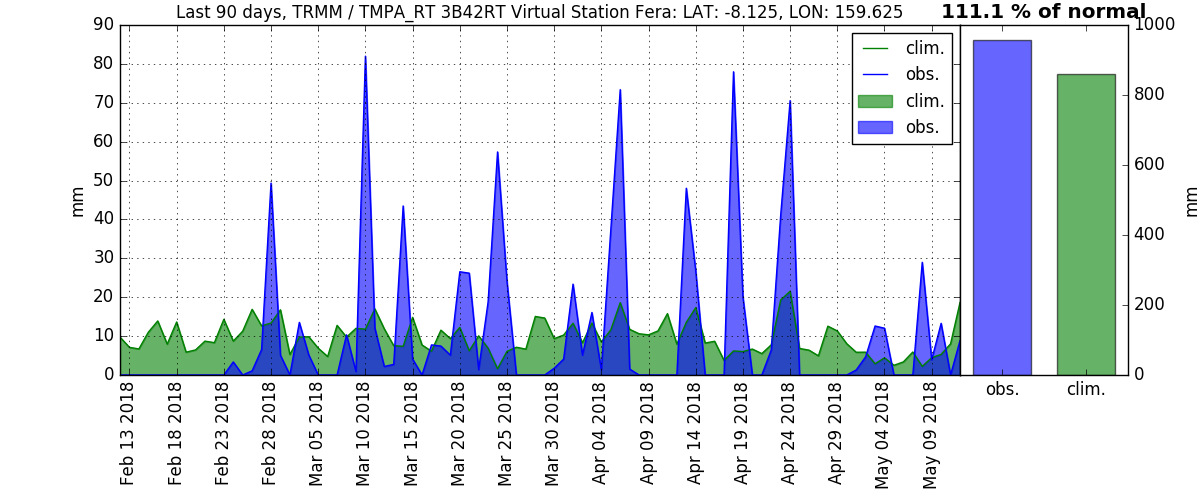 Last 90 days, TRMM / TMPA_RT 3B42RT Virtual Station Fera: LAT: -8.125, LON: 159.625
111.1 % of normal
90
80
70
60
50
40
30
20
10
0
mm
clim.
obs.
clim.
obs.
1000
800
600
400
200
0
mm
obs.
clim.
Feb 13 2018
Feb 18 2018
Feb 23 2018
Feb 28 2018
Mar 05 2018
Mar 10 2018
Mar 15 2018
Mar 20 2018
Mar 25 2018
Mar 30 2018
Apr 04 2018
Apr 09 2018
Apr 14 2018
Apr 19 2018
Apr 24 2018
Apr 29 2018
May 04 2018
May 09 2018